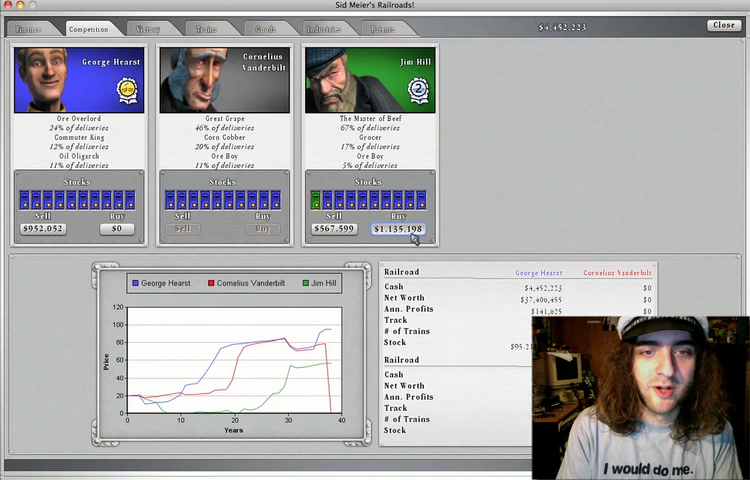 Sid Meier's Railroads!
Finance Competition Victory Trains Goods Industries Patents $4,452,223 Close
George Hearst
Ore Overlord
24% of deliveries
Commuter King
12% of deliveries
Oil Oligarch
11% of deliveries
Stocks
Sell Buy
$952,052 $0
Cornelius
Vanderbilt
Great Grape
46% of deliveries
Corn Cobber
20% of deliveries
Ore Boy
11% of deliveries
Stocks
Sell Buy
Sell Buy
Jim Hill
2
The Master of Beef
67% of deliveries
Grocer
17% of deliveries
Ore Boy
5% of deliveries
Stocks
Sell Buy
$567,599 $1,135,198
George Hearst Cornelius Vanderbilt Jim Hill
Price
120
100
80
60
40
20
0
0 10 20 30 40
Years
Railroad George Hearst Cornelius Vanderbilt
Cash $4,452,223 $0
Net Worth $37,406,455 $0
Ann. Profits $141,625 $0
Track
# of Trains
Stock $95.2
Railroad
Cash
Net Worth
Ann. Profits
Track
# of Trains
Stock
I would do me.